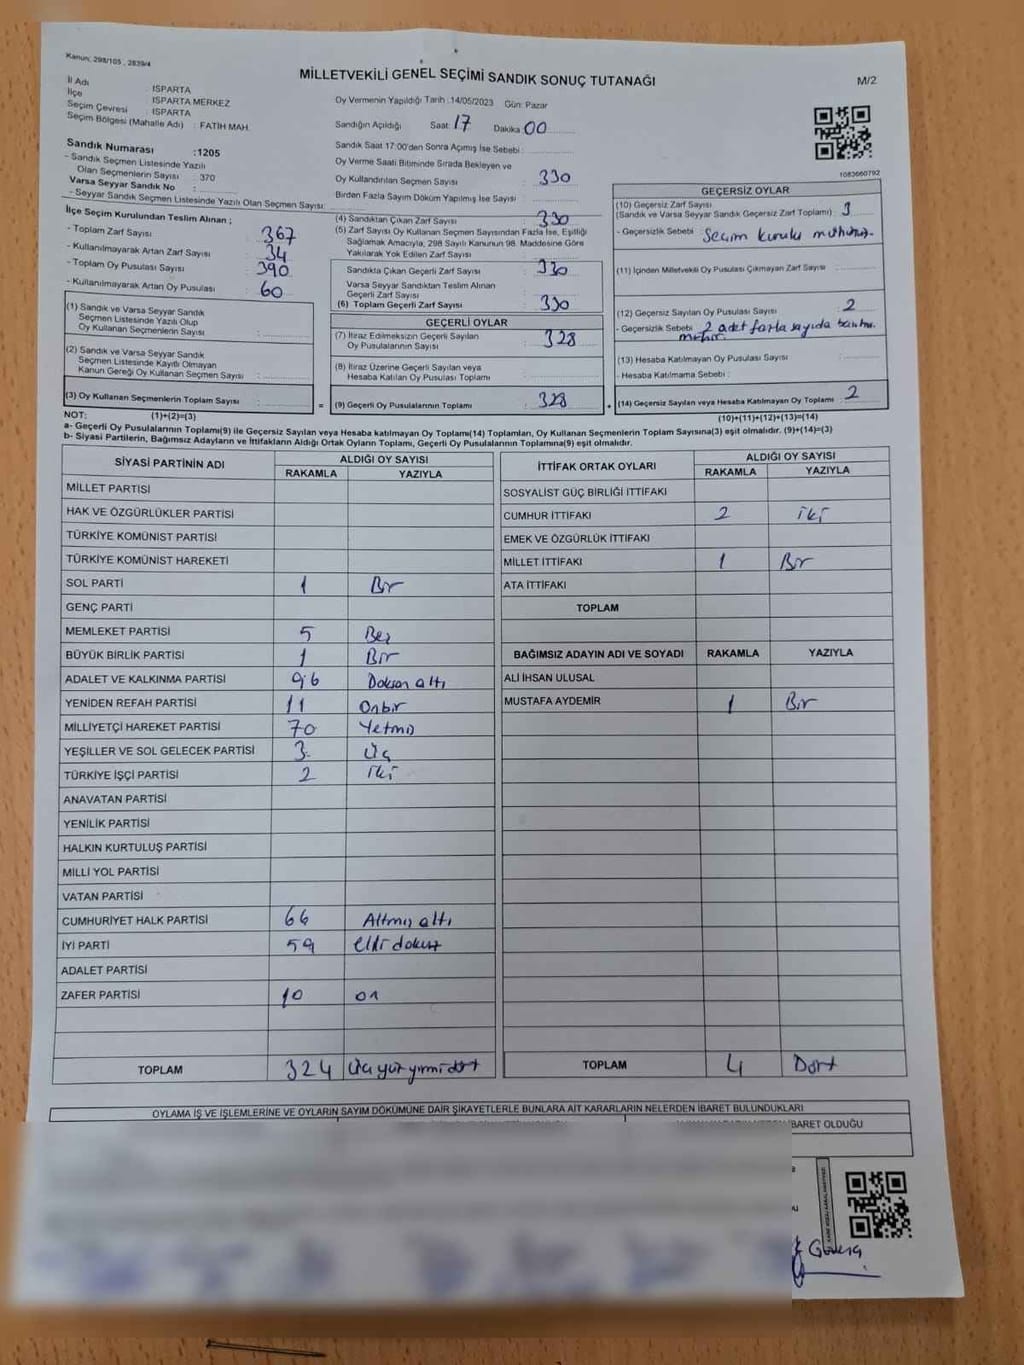 Kanun, 298/105 , 2839/4
MİLLETVEKİLİ GENEL SEÇİMİ SANDIK SONUÇ TUTANAĞI
M/2
İl Adı : ISPARTA
İlçe : ISPARTA MERKEZ
Seçim Çevresi : ISPARTA
Seçim Bölgesi (Mahalle Adı) : FATİH MAH.
Sandık Numarası :1205
- Sandık Seçmen Listesinde Yazılı
Olan Seçmenlerin Sayısı : 370
Varsa Seyyar Sandık No :
- Seyyar Sandık Seçmen Listesinde Yazılı Olan Seçmen Sayısı:
Oy Vermenin Yapıldığı Tarih :14/05/2023 Gün: Pazar
Sandığın Açıldığı Saat: 17 Dakika 00
Sandık Saat 17:00'den Sonra Açımış İse Sebebi :
Oy Verme Saati Bitiminde Sırada Bekleyen ve
Oy Kullandırılan Seçmen Sayısı : 330
Birden Fazla Sayım Döküm Yapılmış İse Sayısı :
1083660792
İlçe Seçim Kurulundan Teslim Alınan ;
- Toplam Zarf Sayısı : 367
- Kullanılmayarak Artan Zarf Sayısı : 34
- Toplam Oy Pusulası Sayısı : 390
- Kullanılmayarak Artan Oy Pusulası : 60
(1) Sandık ve Varsa Seyyar Sandık
Seçmen Listesinde Yazılı Olup
Oy Kullanan Seçmenlerin Sayısı :
(2) Sandık ve Varsa Seyyar Sandık
Seçmen Listesinde Kayıtlı Olmayan
Kanun Gereği Oy Kullanan Seçmen Sayısı :
(3) Oy Kullanan Seçmenlerin Toplam Sayısı :
(4) Sandıktan Çıkan Zarf Sayısı : 330
(5) Zarf Sayısı Oy Kullanan Seçmen Sayısından Fazla İse, Eşitliği
Sağlamak Amacıyla, 298 Sayılı Kanunun 98. Maddesine Göre
Yakılarak Yok Edilen Zarf Sayısı :
Sandıkta Çıkan Geçerli Zarf Sayısı : 330
Varsa Seyyar Sandıktan Teslim Alınan
Geçerli Zarf Sayısı :
(6) Toplam Geçerli Zarf Sayısı : 330
GEÇERLİ OYLAR
(7) İtiraz Edilmeksizin Geçerli Sayılan
Oy Pusulalarının Sayısı : 328
(8) İtiraz Üzerine Geçerli Sayılan veya
Hesaba Katılan Oy Pusulası Toplamı :
= (9) Geçerli Oy Pusulalarının Toplamı : 328 +
GEÇERSİZ OYLAR
(10) Geçersiz Zarf Sayısı
(Sandık ve Varsa Seyyar Sandık Geçersiz Zarf Toplamı) : 3
- Geçersizlik Sebebi : Seçim kurulu mühürsüz.
(11) İçinden Milletvekili Oy Pusulası Çıkmayan Zarf Sayısı :
(12) Geçersiz Sayılan Oy Pusulası Sayısı : 2
- Geçersizlik Sebebi : 2 adet fazla sayıda
mühür.
(13) Hesaba Katılmayan Oy Pusulası Sayısı :
- Hesaba Katılmama Sebebi :
(14) Geçersiz Sayılan veya Hesaba Katılmayan Oy Toplamı : 2
NOT: (1)+(2)=(3)
(10)+(11)+(12)+(13)=(14)
a- Geçerli Oy Pusulalarının Toplamı(9) ile Geçersiz Sayılan veya Hesaba Katılmayan Oy Toplamı(14) Toplamları, Oy Kullanan Seçmenlerin Toplam Sayısına(3) eşit olmalıdır. (9)+(14)=(3)
b- Siyasi Partilerin, Bağımsız Adayların ve İttifakların Aldığı Ortak Oyların Toplamı, Geçerli Oy Pusulalarının Toplamına(9) eşit olmalıdır.
SİYASİ PARTİNİN ADI ALDIĞI OY SAYISI
RAKAMLA YAZIYLA
MİLLET PARTİSİ
HAK VE ÖZGÜRLÜKLER PARTİSİ
TÜRKİYE KOMÜNİST PARTİSİ
TÜRKİYE KOMÜNİST HAREKETİ
SOL PARTİ 1 Bir
GENÇ PARTİ
MEMLEKET PARTİSİ 5 Beş
BÜYÜK BİRLİK PARTİSİ 1 Bir
ADALET VE KALKINMA PARTİSİ 96 Doksan altı
YENİDEN REFAH PARTİSİ 11 Onbir
MİLLİYETÇİ HAREKET PARTİSİ 70 Yetmiş
YEŞİLLER VE SOL GELECEK PARTİSİ 3 Üç
TÜRKİYE İŞÇİ PARTİSİ 2 iki
ANAVATAN PARTİSİ
YENİLİK PARTİSİ
HALKIN KURTULUŞ PARTİSİ
MİLLİ YOL PARTİSİ
VATAN PARTİSİ
CUMHURİYET HALK PARTİSİ 66 Altmış altı
İYİ PARTİ 59 elli dokuz
ADALET PARTİSİ
ZAFER PARTİSİ 10 on
TOPLAM 324 Üçyüz yirmi dört
İTTİFAK ORTAK OYLARI ALDIĞI OY SAYISI
RAKAMLA YAZIYLA
SOSYALİST GÜÇ BİRLİĞİ İTTİFAKI
CUMHUR İTTİFAKI 2 iki
EMEK VE ÖZGÜRLÜK İTTİFAKI
MİLLET İTTİFAKI 1 Bir
ATA İTTİFAKI
TOPLAM
BAĞIMSIZ ADAYIN ADI VE SOYADI RAKAMLA YAZIYLA
ALİ İHSAN ULUSAL
MUSTAFA AYDEMİR 1 Bir
TOPLAM 4 Dört
OYLAMA İŞ VE İŞLEMLERİNE VE OYLARIN SAYIM DÖKÜMÜNE DAİR ŞİKAYETLERLE BUNLARA AİT KARARLARIN NELERDEN İBARET BULUNDUKLARI
İBARET OLDUĞU